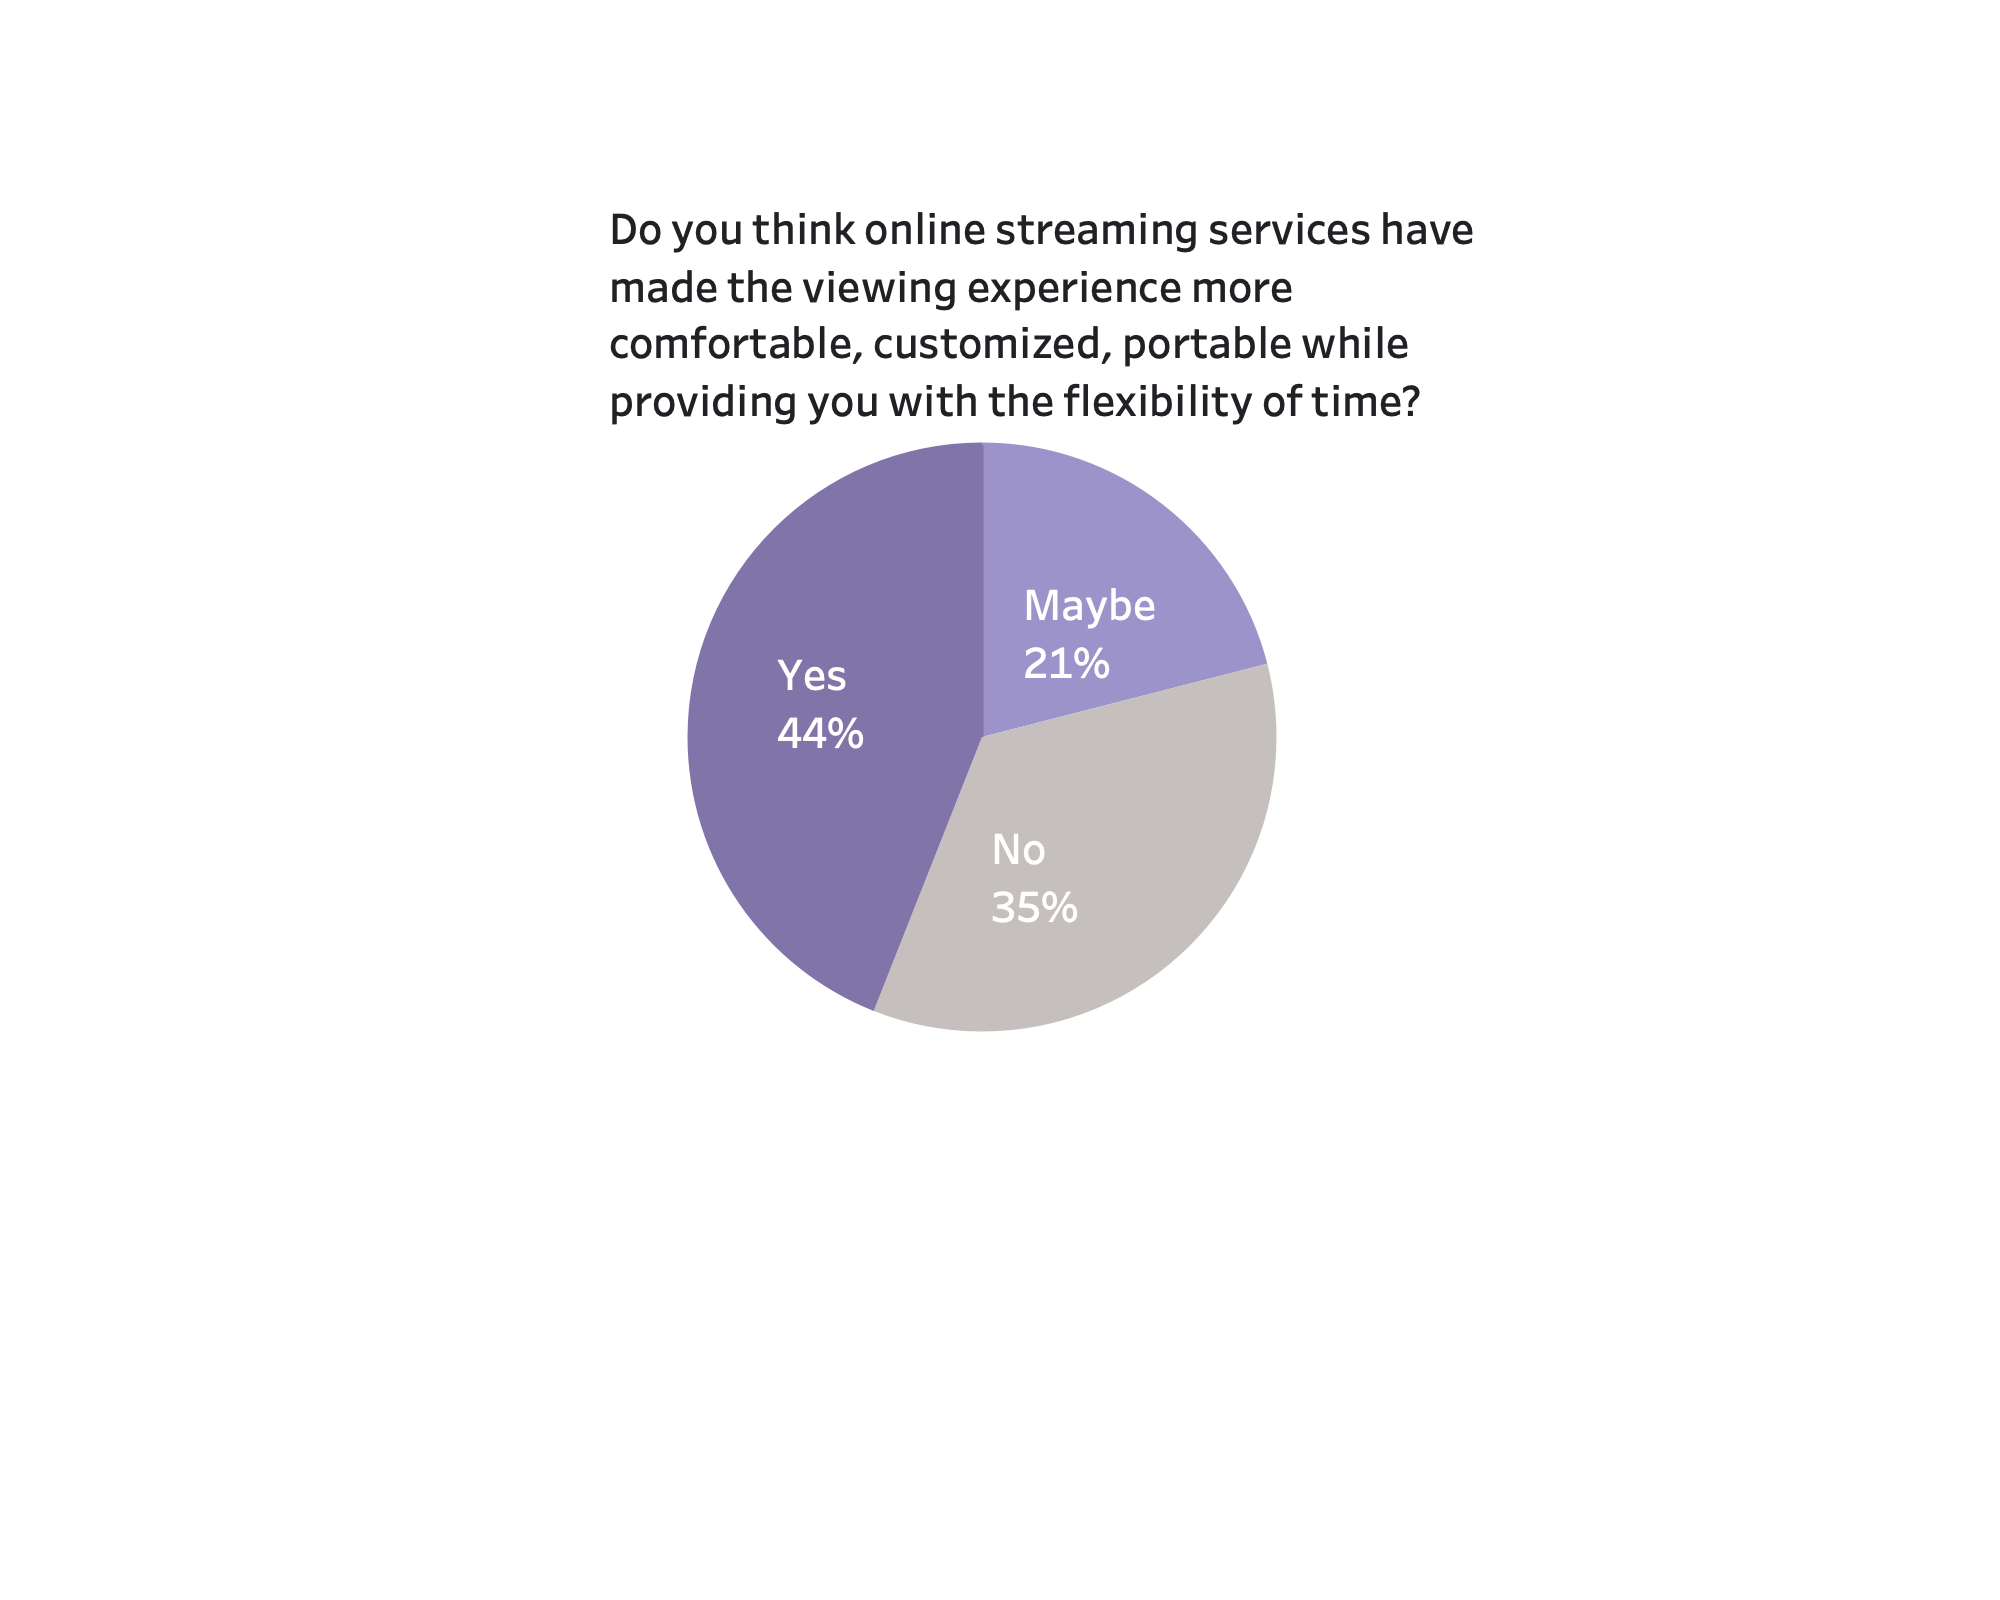 Do you think online streaming services have
made the viewing experience more
comfortable, customized, portable while
providing you with the flexibility of time?
Maybe
21%
Yes
44%
No
35%